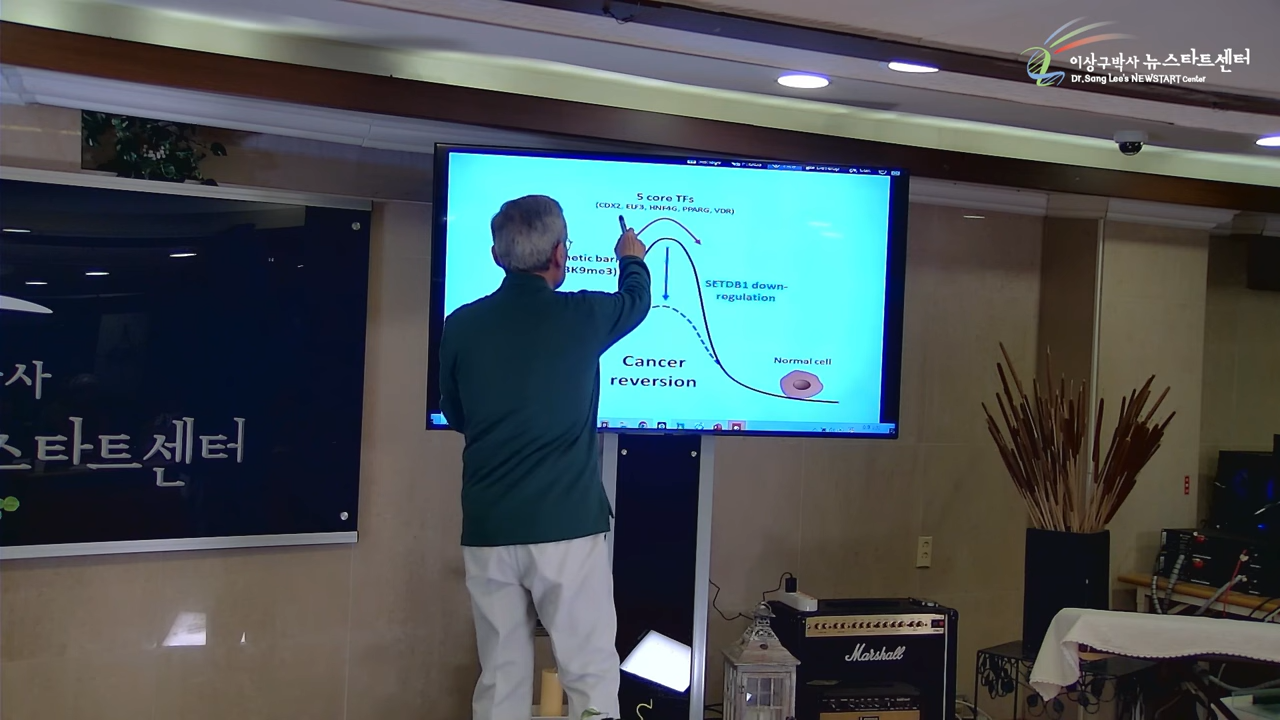 이상구박사 뉴스타트센터
Dr. Sang Lee's NEWSTART Center
5 core TFs
(CDX2, ELF3, HNF4G, PPARG, VDR)
SETDB1 down-
regulation
Cancer
reversion
Normal cell
사
스타트센터
Marshall